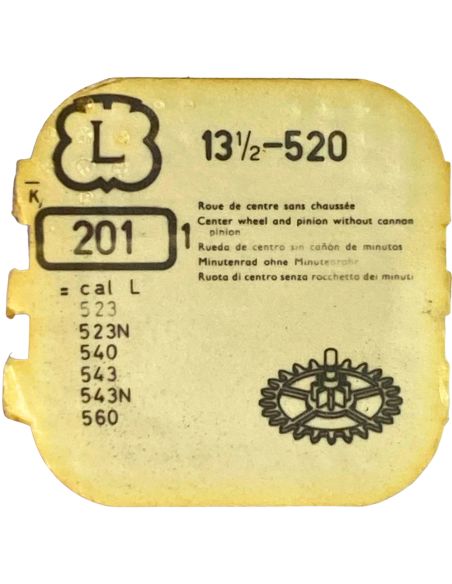 L
13½-520
K
201 1
Roue de centre sans chaussée
Center wheel and pinion without cannon
pinion
Rueda de centro sin cañon de minutos
Minutenrad ohne Minutenrohr
Ruota di centro senza rocchetto dei minuti
= cal L
523
523N
540
543
543N
560